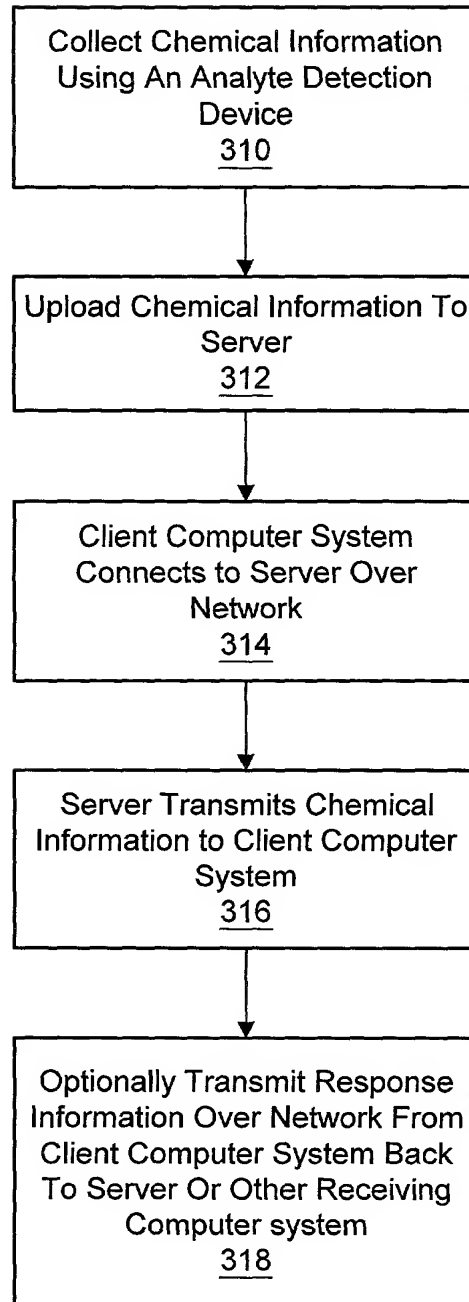 Collect Chemical Information
Using An Analyte Detection
Device
310
Upload Chemical Information To
Server
312
Client Computer System
Connects to Server Over
Network
314
Server Transmits Chemical
Information to Client Computer
System
316
Optionally Transmit Response
Information Over Network From
Client Computer System Back
To Server Or Other Receiving
Computer system
318